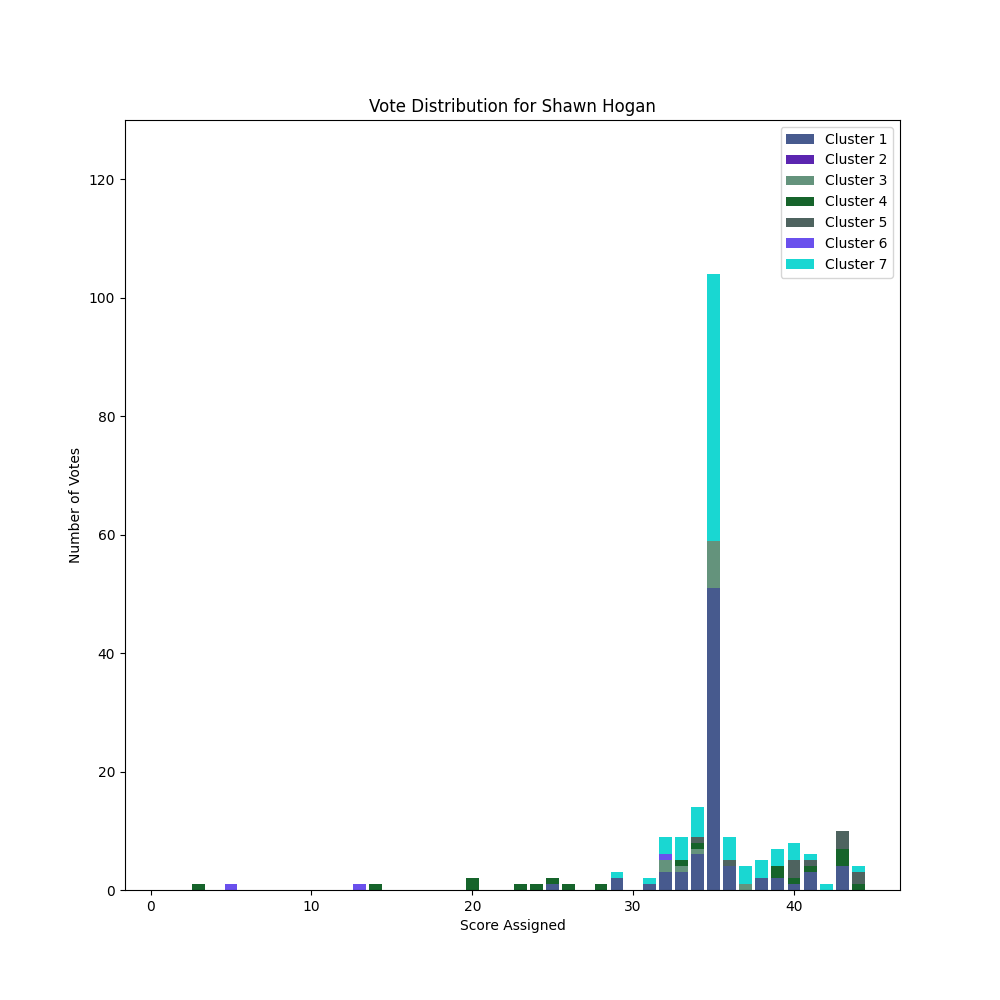 Vote Distribution for Shawn Hogan
Cluster 1
Cluster 2
Cluster 3
Cluster 4
Cluster 5
Cluster 6
Cluster 7
120
100
80
60
40
20
0
Number of Votes
0 10 20 30 40
Score Assigned